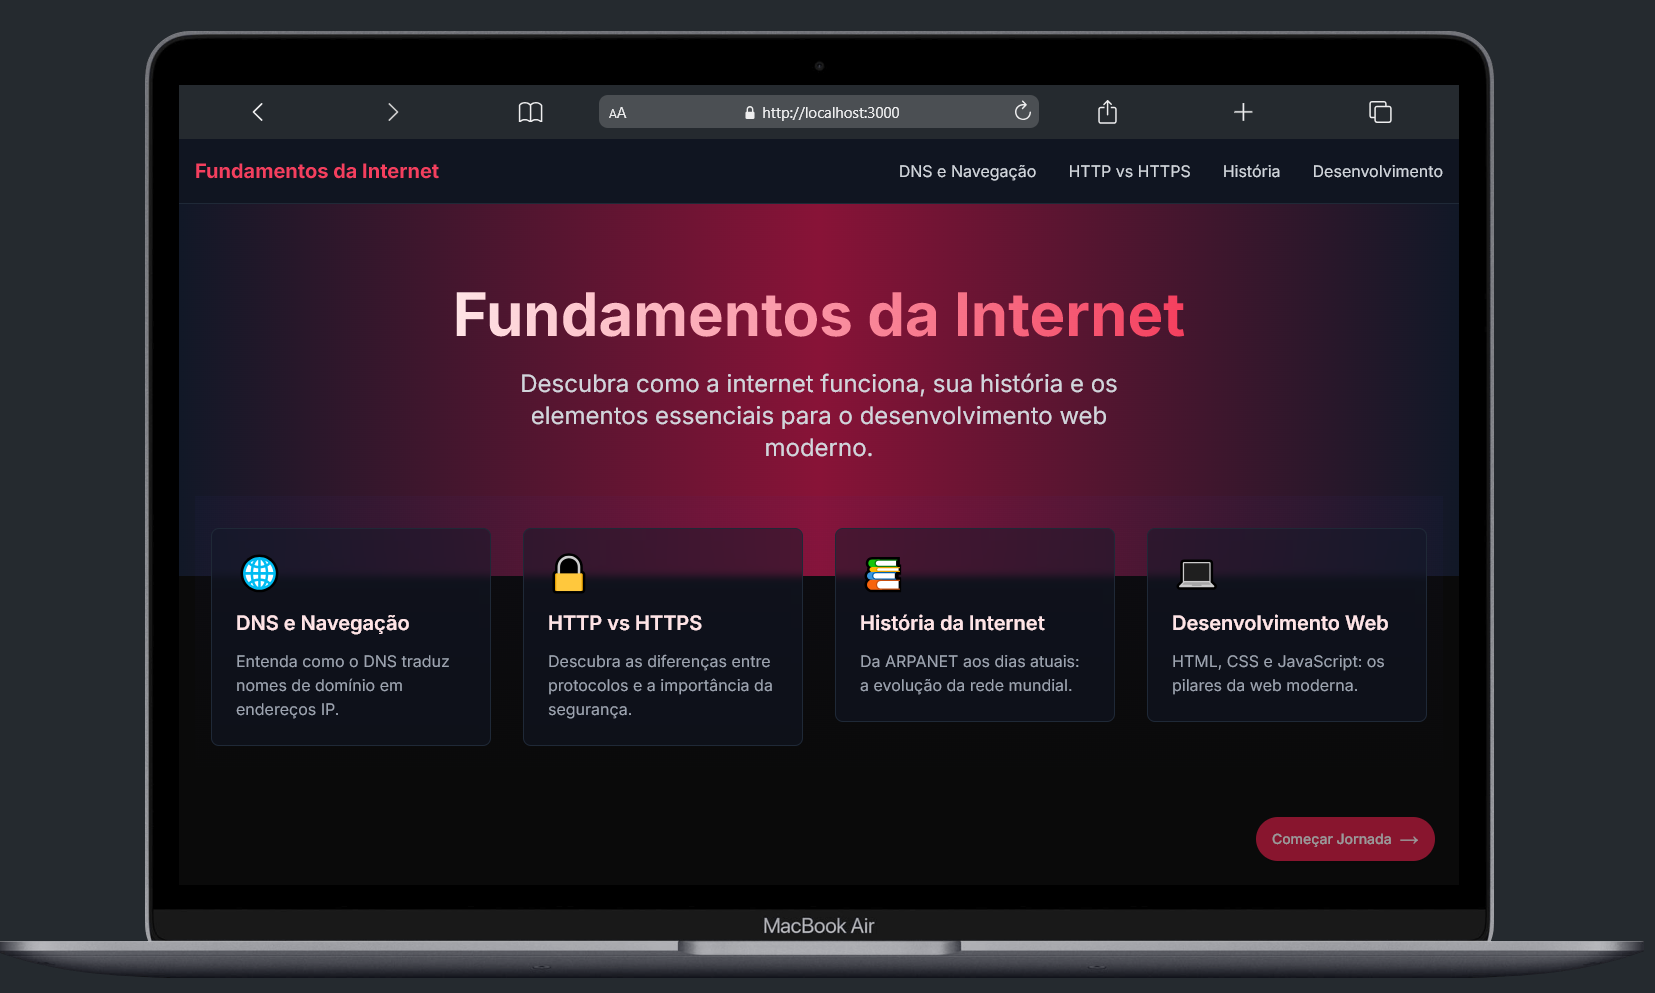 AA
http://localhost:3000
Fundamentos da Internet
DNS e Navegação
HTTP vs HTTPS
História
Desenvolvimento
Fundamentos da Internet
Descubra como a internet funciona, sua história e os
elementos essenciais para o desenvolvimento web
moderno.
DNS e Navegação
Entenda como o DNS traduz
nomes de domínio em
endereços IP.
HTTP vs HTTPS
Descubra as diferenças entre
protocolos e a importância da
segurança.
História da Internet
Da ARPANET aos dias atuais:
a evolução da rede mundial.
Desenvolvimento Web
HTML, CSS e JavaScript: os
pilares da web moderna.
Começar Jornada →
MacBook Air